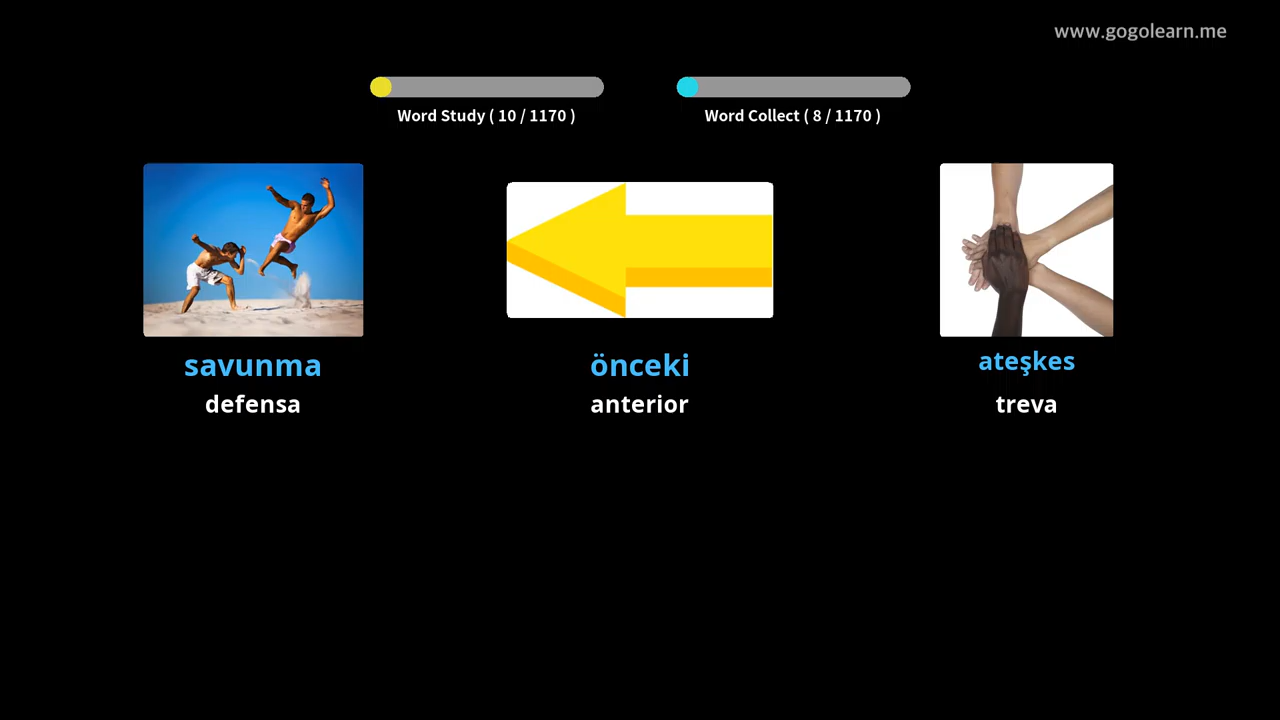 www.gogolearn.me
Word Study ( 10 / 1170 )
Word Collect ( 8 / 1170 )
savunma
defensa
önceki
anterior
ateşkes
treva